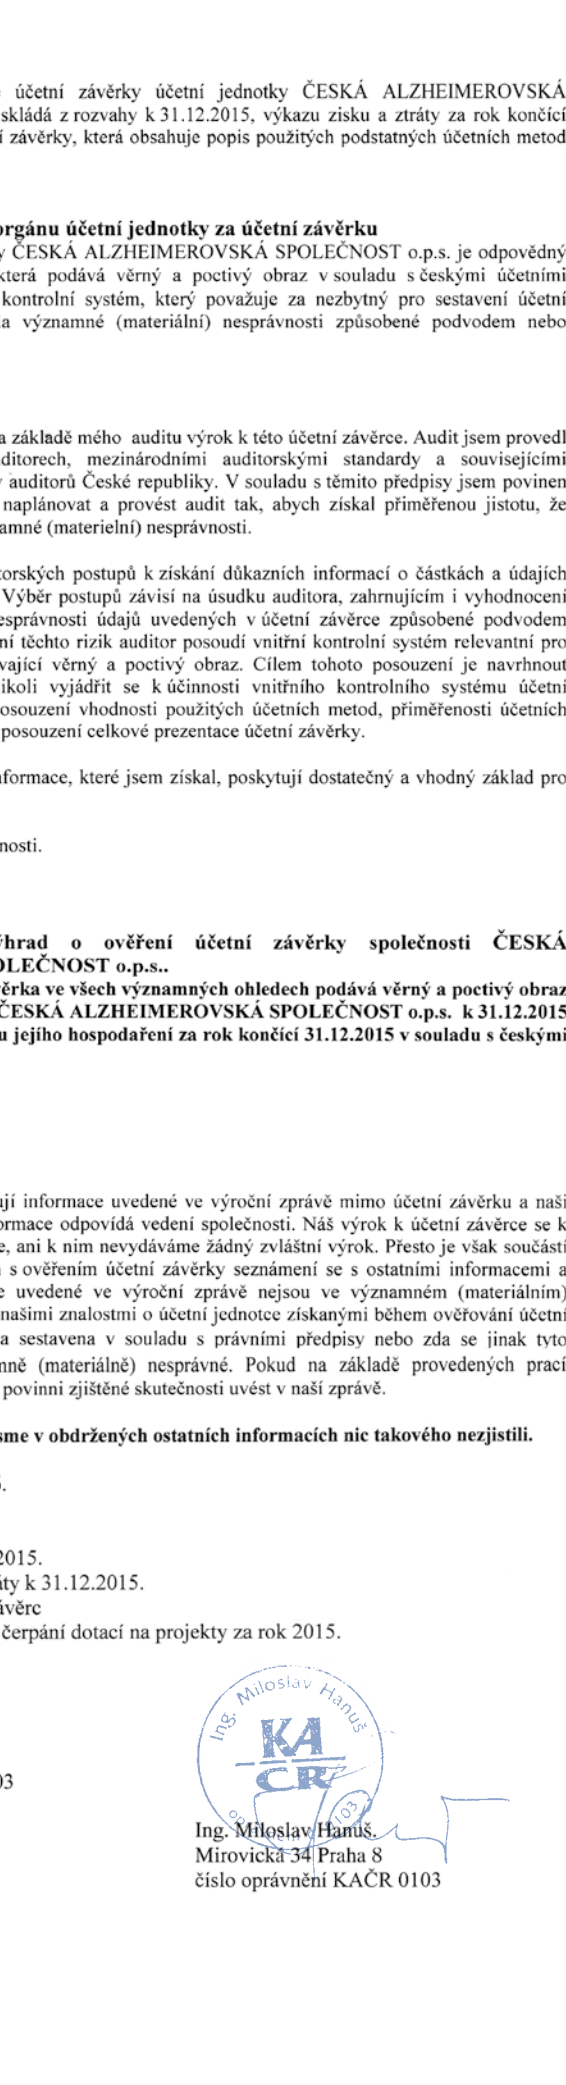 účetní závěrky účetní jednotky ČESKÁ ALZHEIMEROVSKÁ
skládá z rozvahy k 31.12.2015, výkazu zisku a ztráty za rok končící
í závěrky, která obsahuje popis použitých podstatných účetních metod
orgánu účetní jednotky za účetní závěrku
y ČESKÁ ALZHEIMEROVSKÁ SPOLEČNOST o.p.s. je odpovědný
která podává věrný a poctivý obraz v souladu s českými účetními
kontrolní systém, který považuje za nezbytný pro sestavení účetní
la významné (materiální) nesprávnosti způsobené podvodem nebo
a základě mého auditu výrok k této účetní závěrce. Audit jsem provedl
uditorech, mezinárodními auditorskými standardy a souvisejícími
y auditorů České republiky. V souladu s těmito předpisy jsem povinen
naplánovat a provést audit tak, abych získal přiměřenou jistotu, že
amné (materielní) nesprávnosti.
torských postupů k získání důkazních informací o částkách a údajích
Výběr postupů závisí na úsudku auditora, zahrnujícím i vyhodnocení
esprávnosti údajů uvedených v účetní závěrce způsobené podvodem
ní těchto rizik auditor posoudí vnitřní kontrolní systém relevantní pro
vající věrný a poctivý obraz. Cílem tohoto posouzení je navrhnout
ikoli vyjádřit se k účinnosti vnitřního kontrolního systému účetní
osouzení vhodnosti použitých účetních metod, přiměřenosti účetních
posouzení celkové prezentace účetní závěrky.
nformace, které jsem získal, poskytují dostatečný a vhodný základ pro
nosti.
ýhrad o ověření účetní závěrky společnosti ČESKÁ
OLEČNOST o.p.s..
věrka ve všech významných ohledech podává věrný a poctivý obraz
ČESKÁ ALZHEIMEROVSKÁ SPOLEČNOST o.p.s. k 31.12.2015
u jejího hospodaření za rok končící 31.12.2015 v souladu s českými
ují informace uvedené ve výroční zprávě mimo účetní závěrku a naši
ormace odpovídá vedení společnosti. Náš výrok k účetní závěrce se k
e, ani k nim nevydáváme žádný zvláštní výrok. Přesto je však součástí
s ověřením účetní závěrky seznámení se s ostatními informacemi a
e uvedené ve výroční zprávě nejsou ve významném (materiálním)
našimi znalostmi o účetní jednotce získanými během ověřování účetní
a sestavena v souladu s právními předpisy nebo zda se jinak tyto
mně (materiálně) nesprávné. Pokud na základě provedených prací
povinni zjištěné skutečnosti uvést v naší zprávě.
sme v obdržených ostatních informacích nic takového nezjistili.
2015.
áty k 31.12.2015.
ávěrc
čerpání dotací na projekty za rok 2015.
Ing. Miloslav Hanuš
KA
ČR
0103
03
Ing. Miloslav Hanuš.
Mirovická 34 Praha 8
číslo oprávnění KAČR 0103